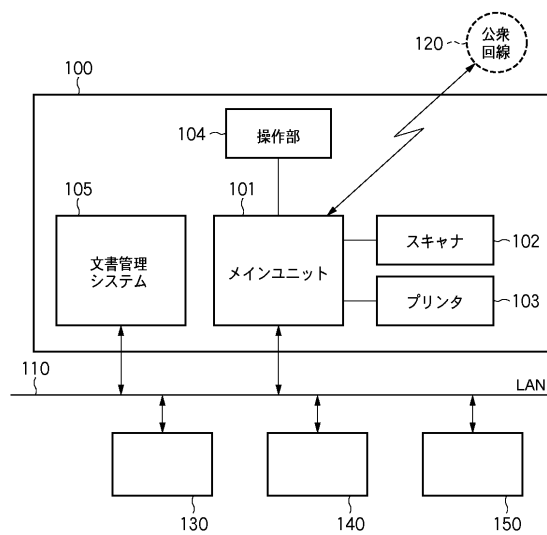 公衆
回線
120
100
104
操作部
105
101
文書管理
システム
メインユニット
スキャナ
102
プリンタ
103
110
LAN
130
140
150